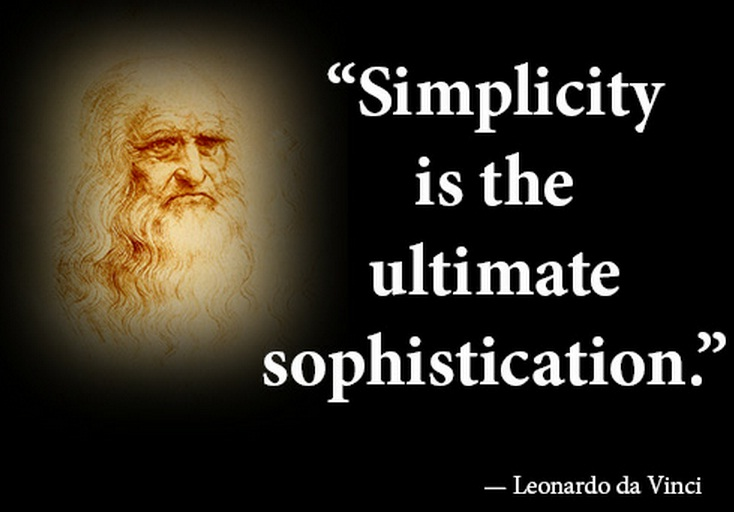 “Simplicity
is the
ultimate
sophistication.”
— Leonardo da Vinci